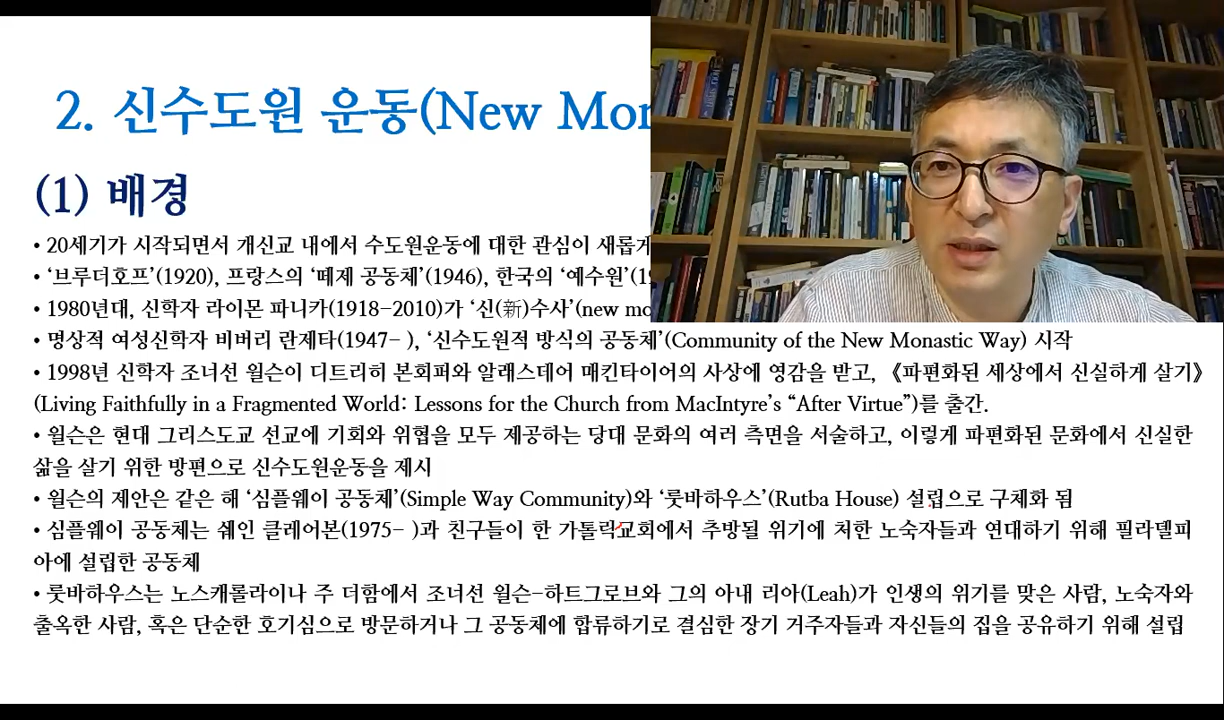 2. 신수도원 운동(New Mon
(1) 배경
• 20세기가 시작되면서 개신교 내에서 수도원운동에 대한 관심이 새롭게
• ‘브루더호프’(1920), 프랑스의 ‘떼제 공동체’(1946), 한국의 ‘예수원’(19
• 1980년대, 신학자 라이몬 파니카(1918-2010)가 ‘신(新)수사’(new mo
• 명상적 여성신학자 비버리 란제타(1947- ), ‘신수도원적 방식의 공동체’(Community of the New Monastic Way) 시작
• 1998년 신학자 조너선 윌슨이 디트리히 본회퍼와 알래스데어 매킨타이어의 사상에 영감을 받고, 《파편화된 세상에서 신실하게 살기》
(Living Faithfully in a Fragmented World: Lessons for the Church from MacIntyre's “After Virtue”)를 출간.
• 윌슨은 현대 그리스도교 선교에 기회와 위협을 모두 제공하는 당대 문화의 여러 측면을 서술하고, 이렇게 파편화된 문화에서 신실한
삶을 살기 위한 방편으로 신수도원운동을 제시
• 윌슨의 제안은 같은 해 ‘심플웨이 공동체’(Simple Way Community)와 ‘룻바하우스’(Rutba House) 설립으로 구체화 됨
• 심플웨이 공동체는 쉐인 클레어본(1975- )과 친구들이 한 가톨릭교회에서 추방될 위기에 처한 노숙자들과 연대하기 위해 필라델피
아에 설립한 공동체
• 룻바하우스는 노스캐롤라이나 주 더함에서 조너선 윌슨-하트그로브와 그의 아내 리아(Leah)가 인생의 위기를 맞은 사람, 노숙자와
출옥한 사람, 혹은 단순한 호기심으로 방문하거나 그 공동체에 합류하기로 결심한 장기 거주자들과 자신들의 집을 공유하기 위해 설립